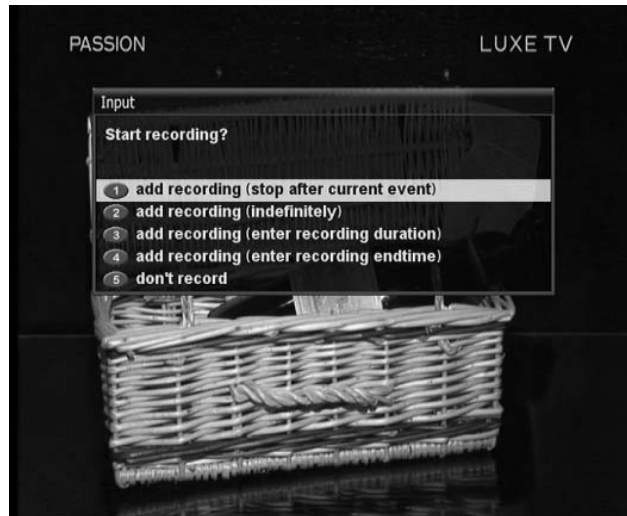 PASSION LUXE TV
Input
Start recording?
1 add recording (stop after current event)
2 add recording (indefinitely)
3 add recording (enter recording duration)
4 add recording (enter recording endtime)
5 don't record